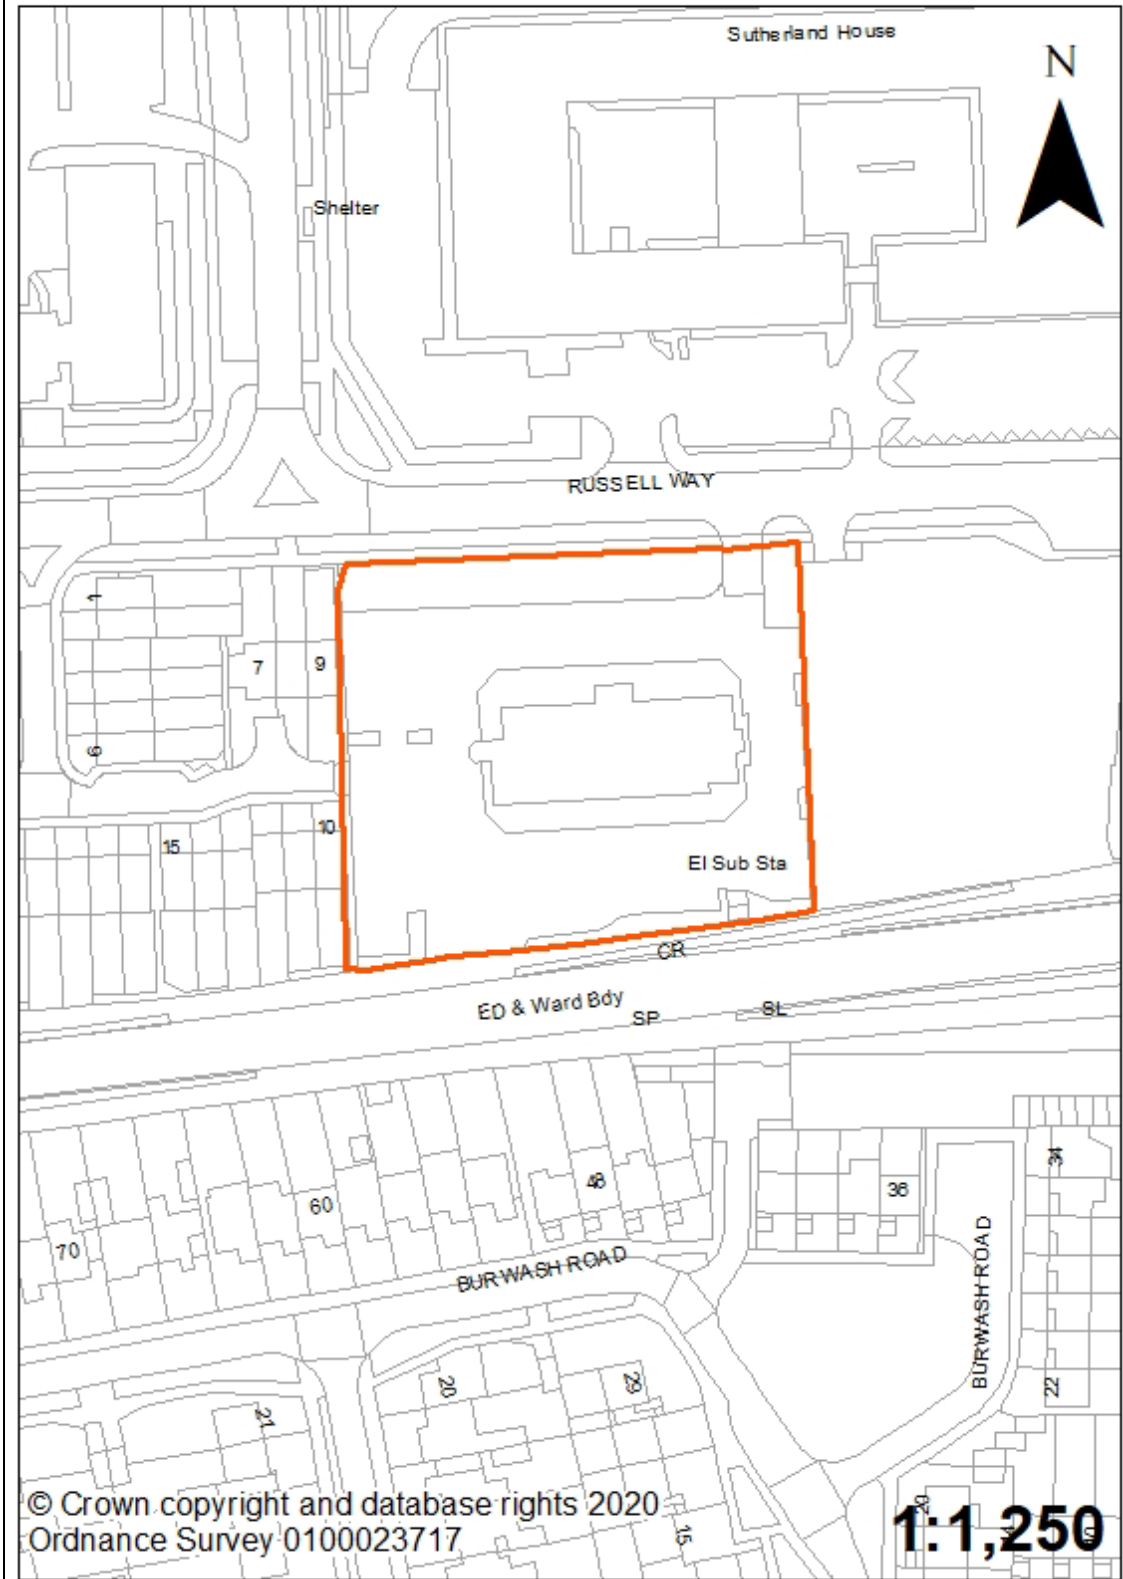 Sutherland House
N
Shelter
RUSSELL WAY
1
7
9
6
10
15
El Sub Sta
CR
ED & Ward Bdy
SP
SL
48
36
34
60
70
BURWASH ROAD
BURWASH ROAD
22
20
29
21
15
29
© Crown copyright and database rights 2020
Ordnance Survey 0100023717
1:1,250